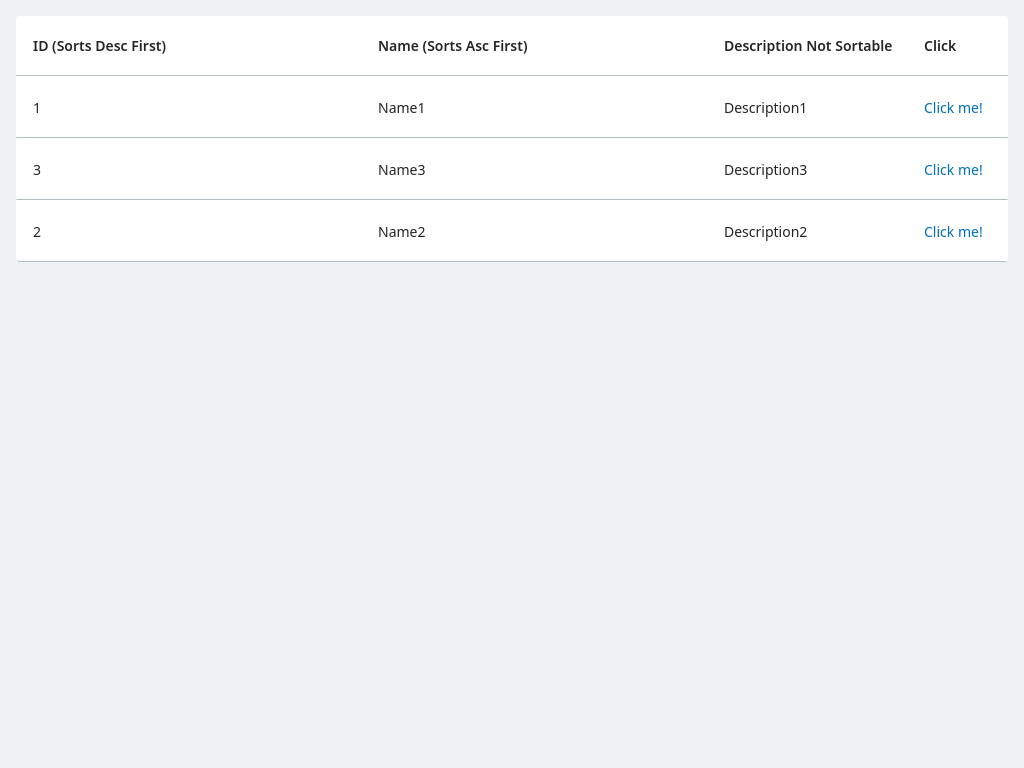 ID (Sorts Desc First) Name (Sorts Asc First) Description Not Sortable Click
1 Name1 Description1 Click me!
3 Name3 Description3 Click me!
2 Name2 Description2 Click me!